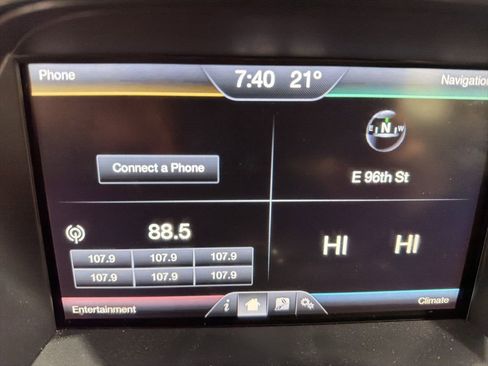 Phone
7:40 21°
Navigation
E N W
Connect a Phone
E 96th St
88.5
HI HI
107.9 107.9 107.9
107.9 107.9 107.9
Entertainment
i
Climate